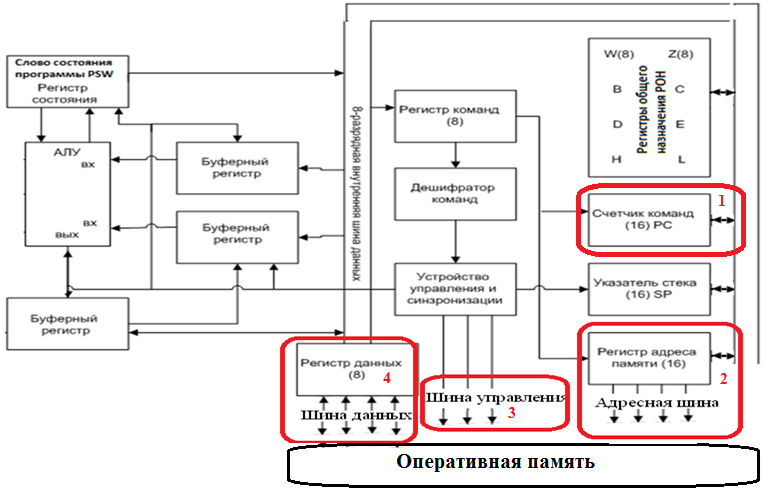 Слово состояния
программы PSW
Регистр
состояния
АЛУ
вх
вх
вых
Буферный
регистр
Буферный
регистр
Буферный
регистр
8-разрядная внутренняя шина
данных
Регистр команд
(8)
Дешифратор
команд
Устройство
управления и
синхронизации
W(8) Z(8)
B C
D E
H L
Регистры общего
назначения РОН
1
Счетчик команд
(16) PC
Указатель стека
(16) SP
Регистр адреса
памяти (16)
2
Адресная шина
Регистр данных
(8)
4
Шина данных
Шина управления
3
Оперативная память